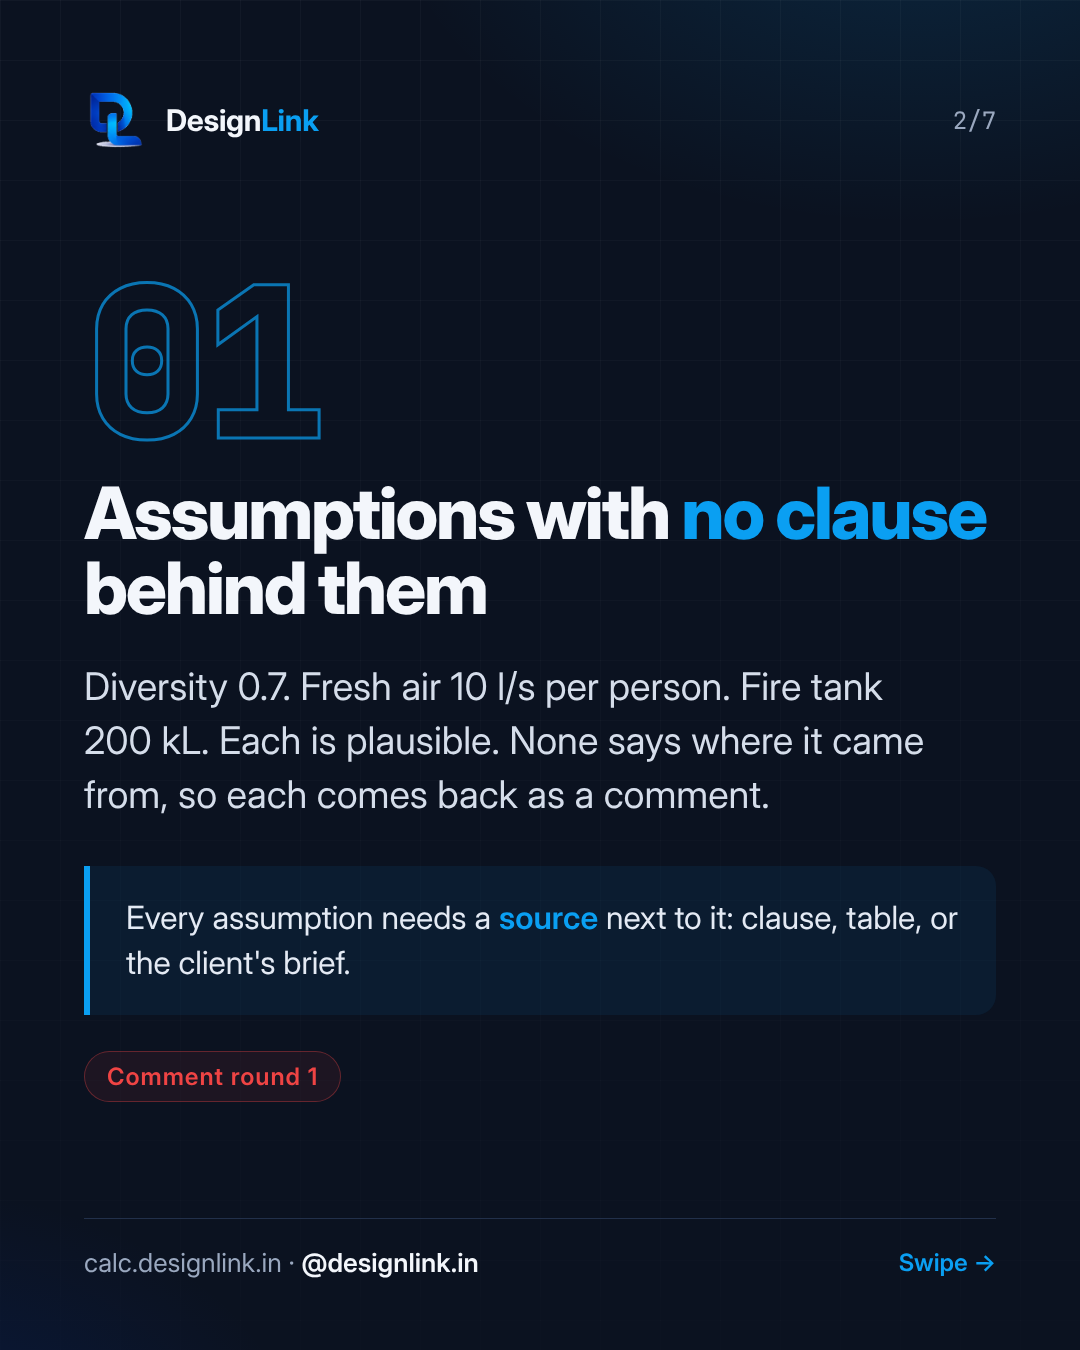 DesignLink
2/7
01
Assumptions with no clause
behind them
Diversity 0.7. Fresh air 10 l/s per person. Fire tank
200 kL. Each is plausible. None says where it came
from, so each comes back as a comment.
Every assumption needs a source next to it: clause, table, or
the client's brief.
Comment round 1
calc.designlink.in · @designlink.in
Swipe →